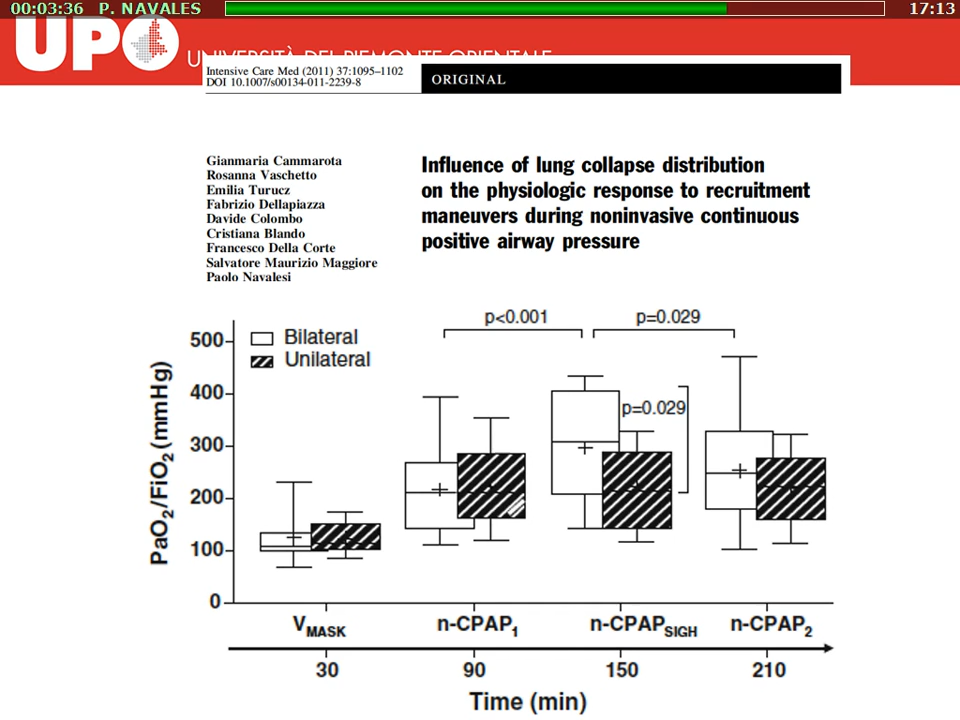 00:03:36 P. NAVALES
17:13
UPO
UNIVERSITÀ DEL PIEMONTE ORIENTALE
Intensive Care Med (2011) 37:1095–1102
DOI 10.1007/s00134-011-2239-8
ORIGINAL
Gianmaria Cammarota
Rosanna Vaschetto
Emilia Turucz
Fabrizio Dellapiazza
Davide Colombo
Cristiana Blando
Francesco Della Corte
Salvatore Maurizio Maggiore
Paolo Navalesi
Influence of lung collapse distribution
on the physiologic response to recruitment
maneuvers during noninvasive continuous
positive airway pressure
p<0.001
p=0.029
Bilateral
Unilateral
p=0.029
PaO2/FiO2 (mmHg)
500
400
300
200
100
0
VMASK
n-CPAP1
n-CPAPSIGH
n-CPAP2
30
90
150
210
Time (min)